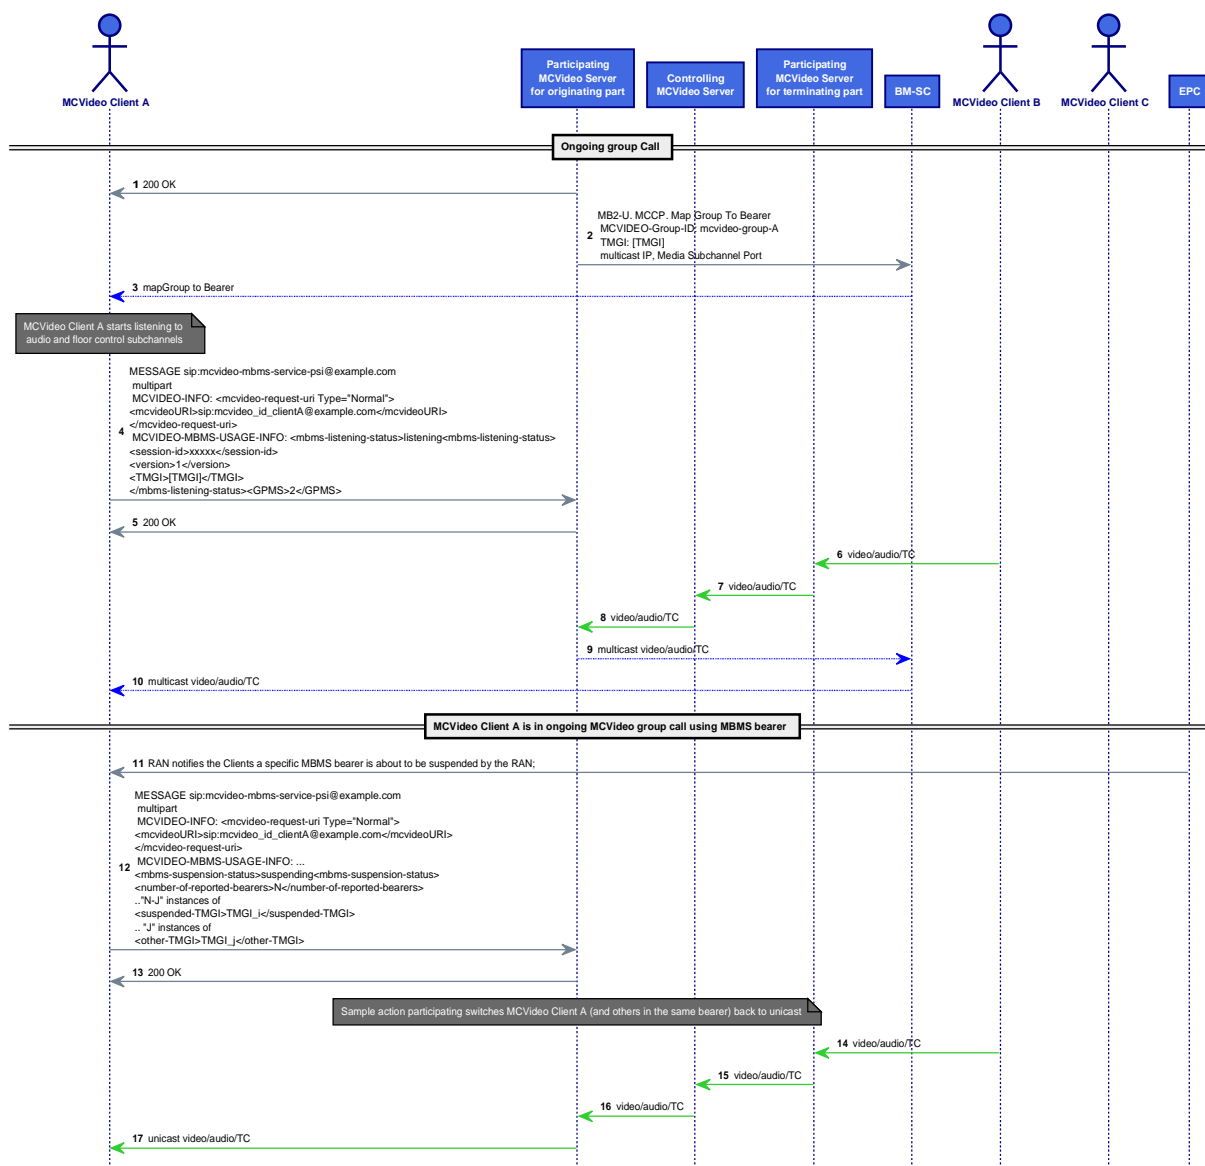 MCVideo Client A
Participating
MCVideo Server
for originating part
Controlling
MCVideo Server
Participating
MCVideo Server
for terminating part
BM-SC
MCVideo Client B
MCVideo Client C
EPC
Ongoing group Call
1 200 OK
MB2-U. MCCP. Map Group To Bearer
MCVIDEO-Group-ID: mcvideo-group-A
2
TMGI: [TMGI]
multicast IP, Media Subchannel Port
3 mapGroup to Bearer
MCVideo Client A starts listening to
audio and floor control subchannels
MESSAGE sip:mcvideo-mbms-service-psi@example.com
multipart
MCVIDEO-INFO: <mcvideo-request-uri Type="Normal">
<mcvideoURI>sip:mcvideo_id_clientA@example.com</mcvideoURI>
</mcvideo-request-uri>
4 MCVIDEO-MBMS-USAGE-INFO: <mbms-listening-status>listening<mbms-listening-status>
<session-id>xxxxx</session-id>
<version>1</version>
<TMGI>[TMGI]</TMGI>
</mbms-listening-status><GPMS>2</GPMS>
5 200 OK
6 video/audio/TC
7 video/audio/TC
8 video/audio/TC
9 multicast video/audio/TC
10 multicast video/audio/TC
MCVideo Client A is in ongoing MCVideo group call using MBMS bearer
11 RAN notifies the Clients a specific MBMS bearer is about to be suspended by the RAN;
MESSAGE sip:mcvideo-mbms-service-psi@example.com
multipart
MCVIDEO-INFO: <mcvideo-request-uri Type="Normal">
<mcvideoURI>sip:mcvideo_id_clientA@example.com</mcvideoURI>
</mcvideo-request-uri>
12 MCVIDEO-MBMS-USAGE-INFO: ...
<mbms-suspension-status>suspending<mbms-suspension-status>
<number-of-reported-bearers>N</number-of-reported-bearers>
.."N-J" instances of
<suspended-TMGI>TMGI_i</suspended-TMGI>
.. "J" instances of
<other-TMGI>TMGI_j</other-TMGI>
13 200 OK
Sample action participating switches MCVideo Client A (and others in the same bearer) back to unicast
14 video/audio/TC
15 video/audio/TC
16 video/audio/TC
17 unicast video/audio/TC